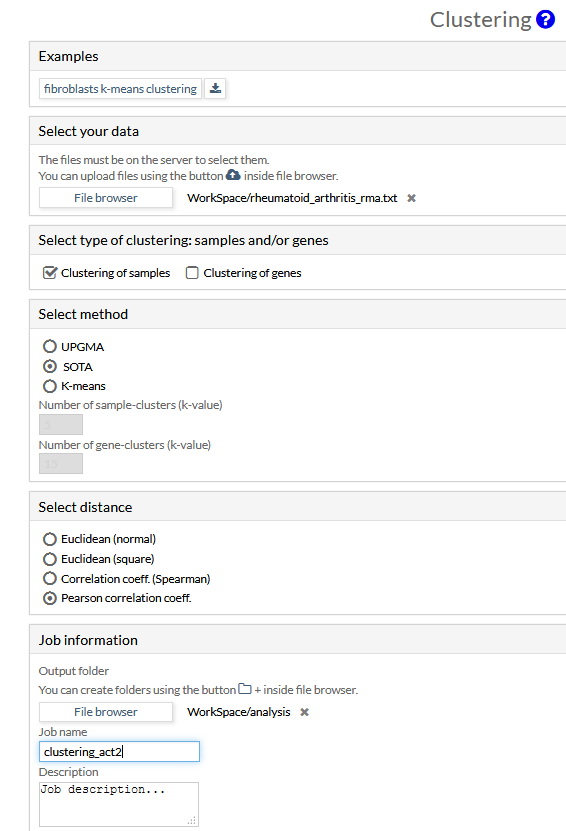 Clustering ?
Examples
fibroblasts k-means clustering
Select your data
The files must be on the server to select them.
You can upload files using the button inside file browser.
File browser WorkSpace/rheumatoid_arthritis_rma.txt
Select type of clustering: samples and/or genes
Clustering of samples Clustering of genes
Select method
UPGMA
SOTA
K-means
Number of sample-clusters (k-value)
5
Number of gene-clusters (k-value)
15
Select distance
Euclidean (normal)
Euclidean (square)
Correlation coeff. (Spearman)
Pearson correlation coeff.
Job information
Output folder
You can create folders using the button + inside file browser.
File browser WorkSpace/analysis
Job name
clustering_act2
Description
Job description...